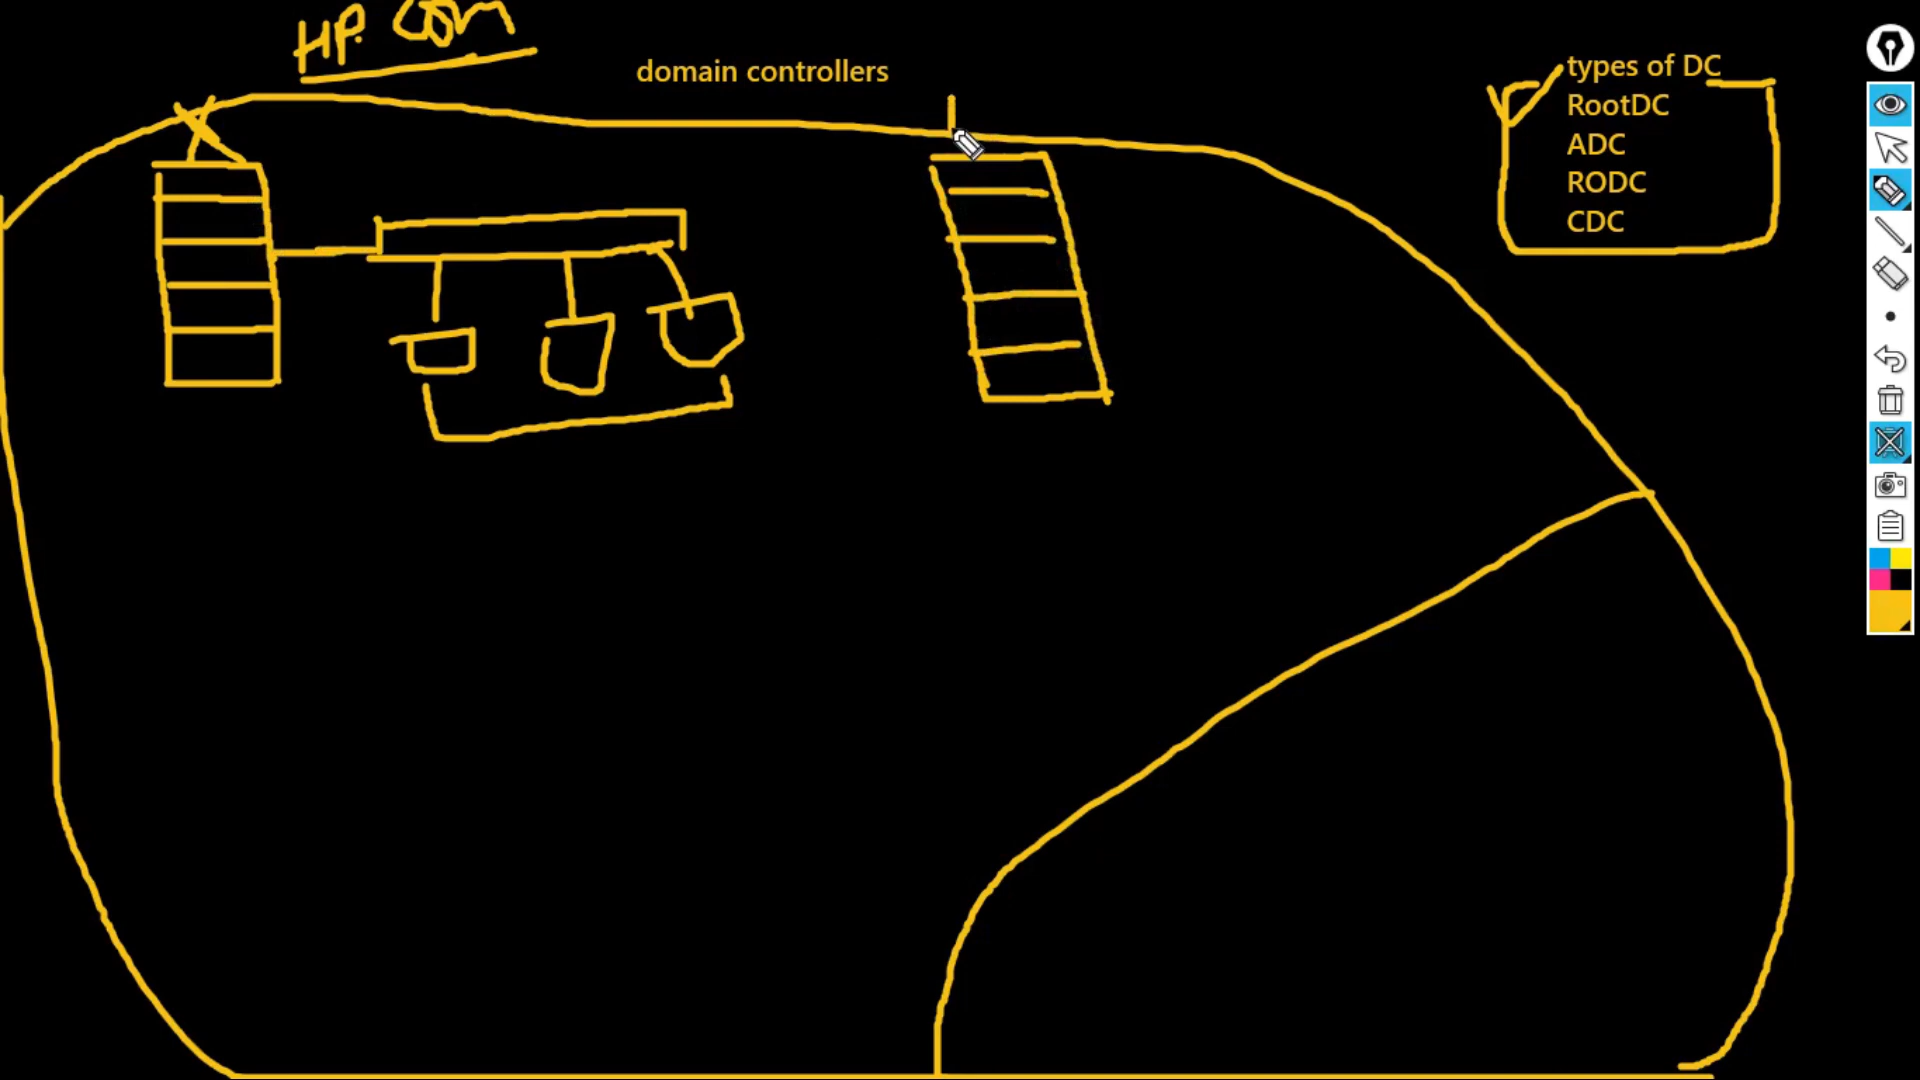 HP. Com
domain controllers
types of DC
RootDC
ADC
RODC
CDC